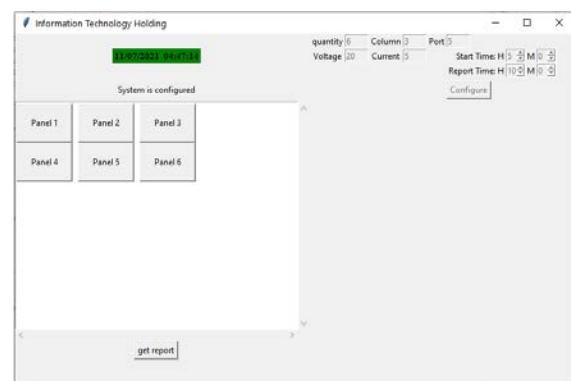 Information Technology Holding
quantity 6 Column 3 Port 5
11/07/2021 04:47:14
Voltage 20 Current 5 Start Time: H 5 M 0
Report Time: H 10 M 0
System is configured
Configure
Panel 1 Panel 2 Panel 3
Panel 4 Panel 5 Panel 6
get report